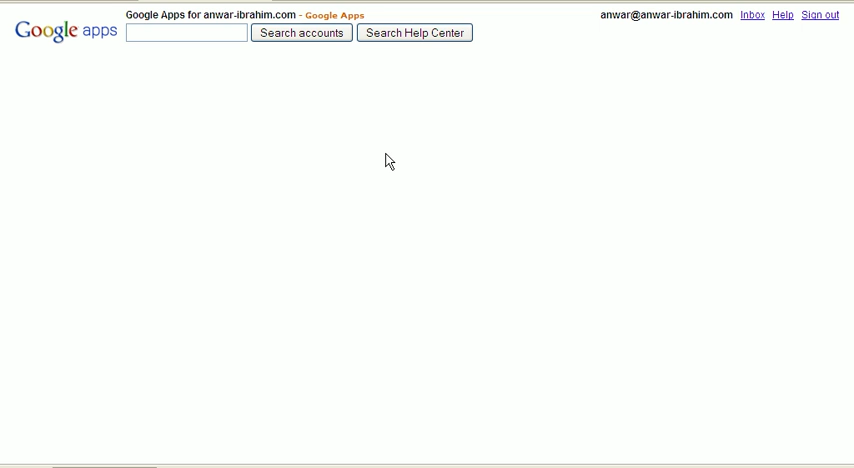 Google Apps for anwar-ibrahim.com - Google Apps
anwar@anwar-ibrahim.com Inbox Help Sign out
Google apps
Search accounts Search Help Center